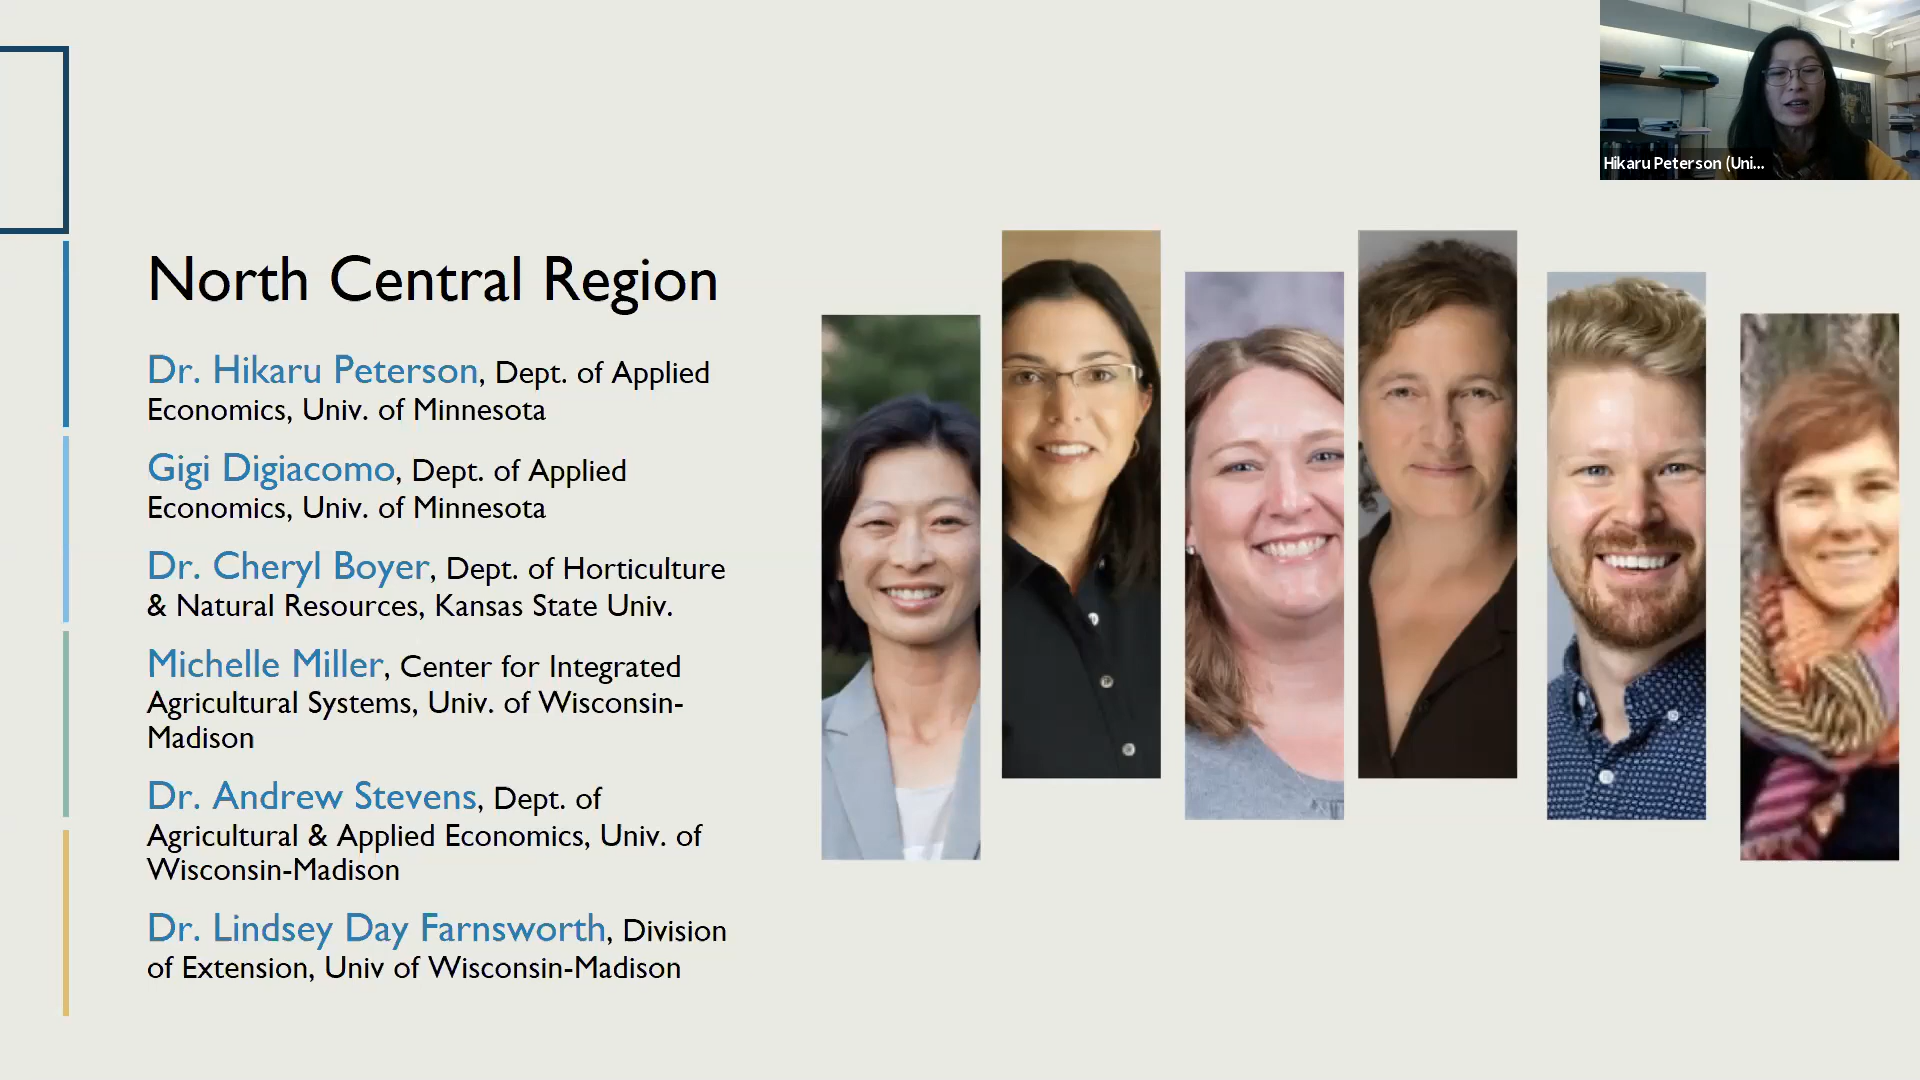 Hikaru Peterson (Uni...
North Central Region
Dr. Hikaru Peterson, Dept. of Applied
Economics, Univ. of Minnesota
Gigi Digiacomo, Dept. of Applied
Economics, Univ. of Minnesota
Dr. Cheryl Boyer, Dept. of Horticulture
& Natural Resources, Kansas State Univ.
Michelle Miller, Center for Integrated
Agricultural Systems, Univ. of Wisconsin-
Madison
Dr. Andrew Stevens, Dept. of
Agricultural & Applied Economics, Univ. of
Wisconsin-Madison
Dr. Lindsey Day Farnsworth, Division
of Extension, Univ of Wisconsin-Madison